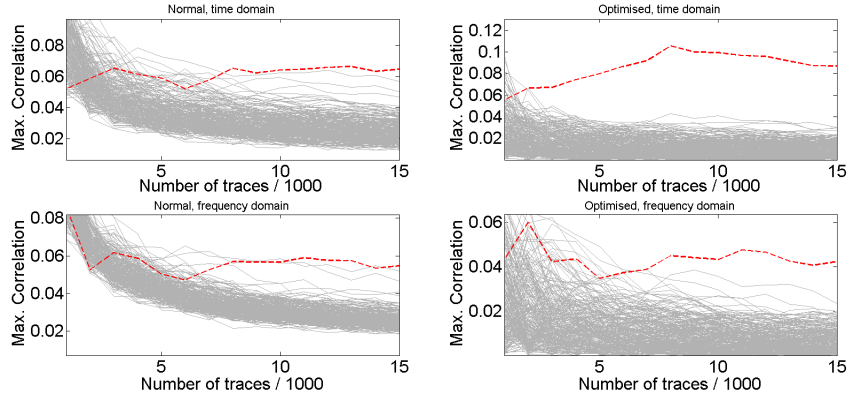 Normal, time domain
Max. Correlation
0.08
0.06
0.04
0.02
5 10 15
Number of traces / 1000
Optimised, time domain
Max. Correlation
0.12
0.1
0.08
0.06
0.04
0.02
5 10 15
Number of traces / 1000
Normal, frequency domain
Max. Correlation
0.08
0.06
0.04
0.02
5 10 15
Number of traces / 1000
Optimised, frequency domain
Max. Correlation
0.06
0.04
0.02
5 10 15
Number of traces / 1000